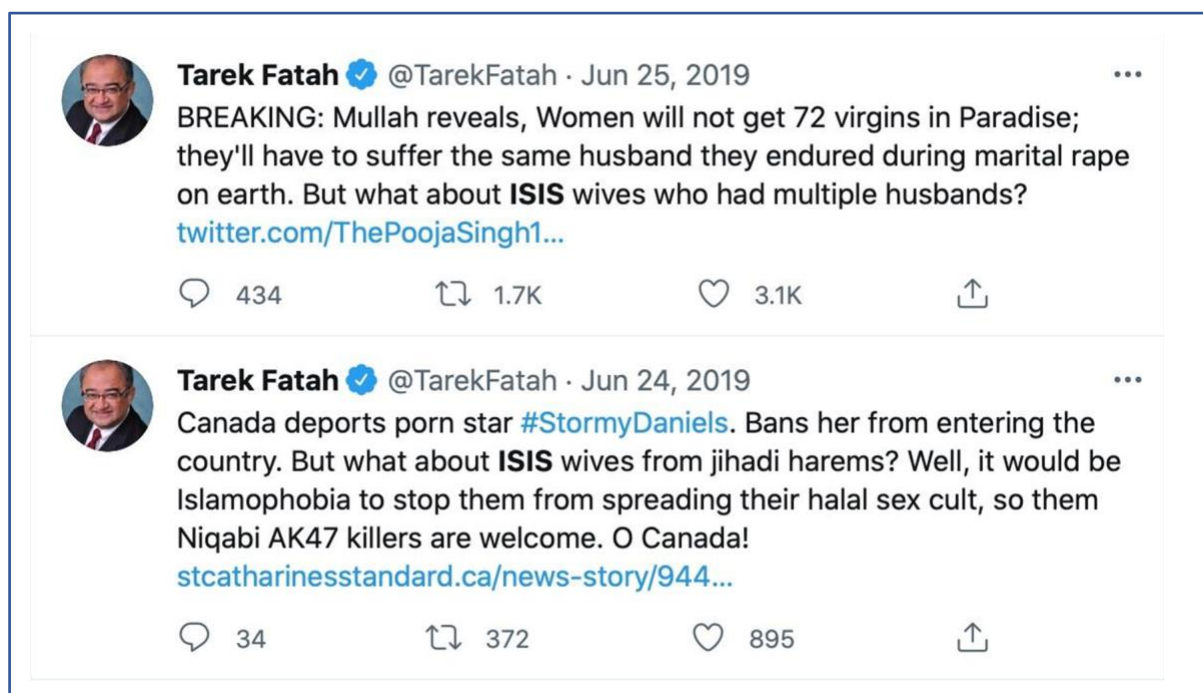 Tarek Fatah @TarekFatah · Jun 25, 2019
BREAKING: Mullah reveals, Women will not get 72 virgins in Paradise;
they'll have to suffer the same husband they endured during marital rape
on earth. But what about ISIS wives who had multiple husbands?
twitter.com/ThePoojaSingh1...
434 1.7K 3.1K
Tarek Fatah @TarekFatah · Jun 24, 2019
Canada deports porn star #StormyDaniels. Bans her from entering the
country. But what about ISIS wives from jihadi harems? Well, it would be
Islamophobia to stop them from spreading their halal sex cult, so them
Niqabi AK47 killers are welcome. O Canada!
stcatharinesstandard.ca/news-story/944...
34 372 895